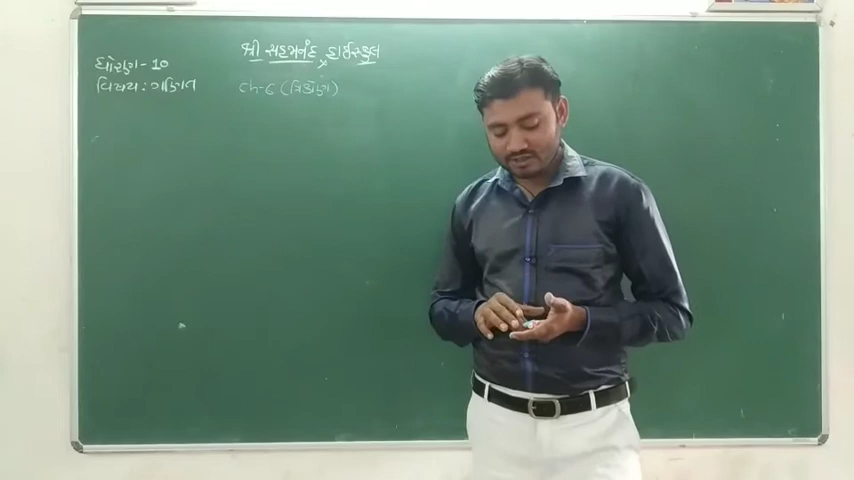 શ્રી સહજાનંદ હાઈસ્કૂલ
ધોરણ - 10
વિષય : ગણિત
ch-6 (ત્રિકોણ)